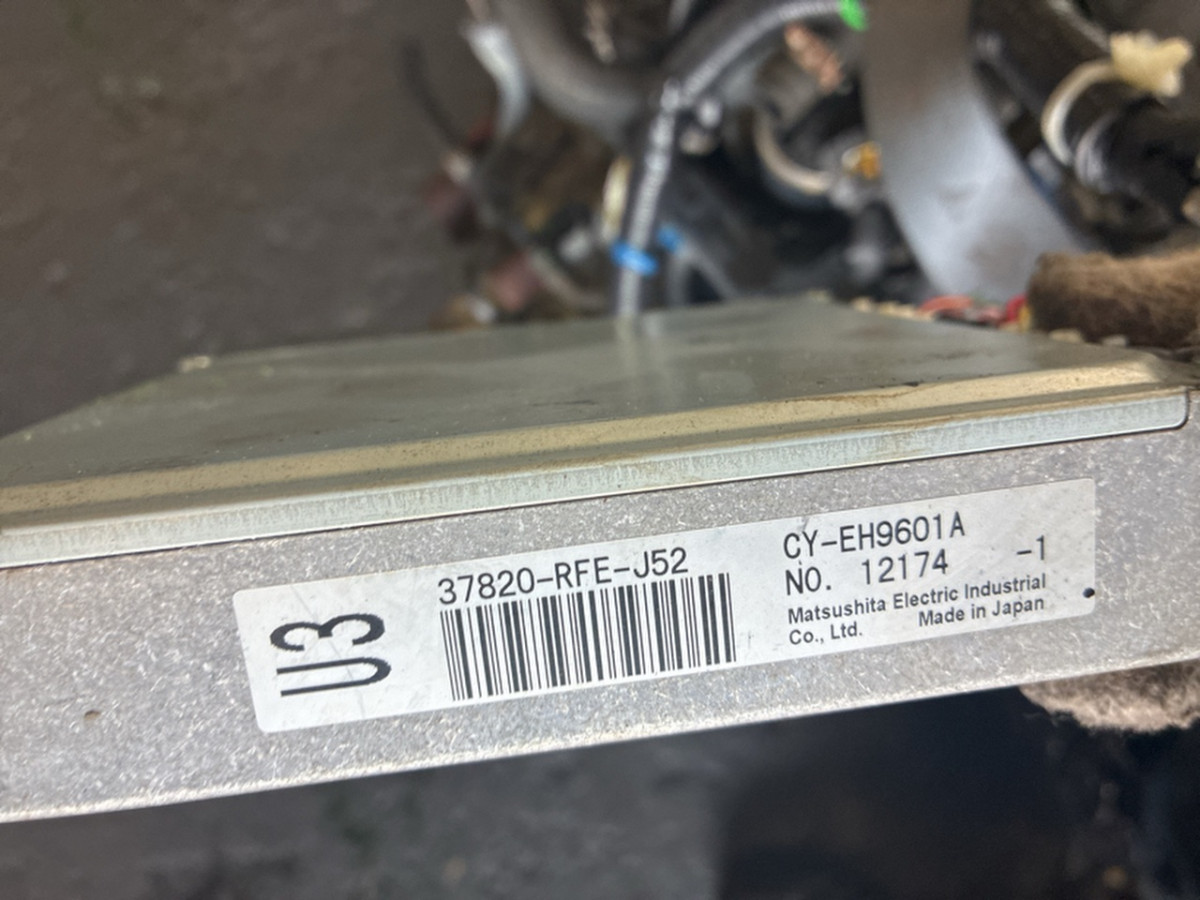 U3
37820-RFE-J52
CY-EH9601A
NO. 12174 -1
Matsushita Electric Industrial
Co., Ltd. Made in Japan